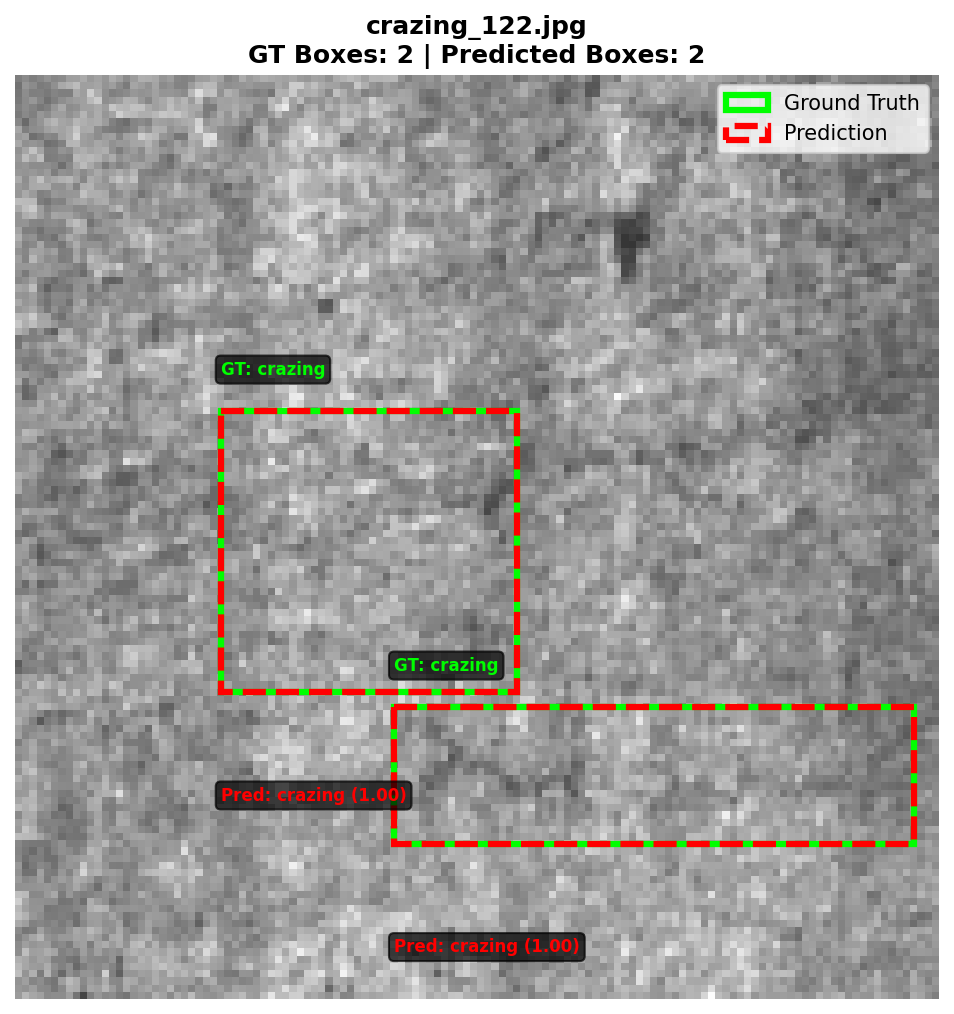 crazing_122.jpg
GT Boxes: 2 | Predicted Boxes: 2
Ground Truth
Prediction
GT: crazing
GT: crazing
Pred: crazing (1.00)
Pred: crazing (1.00)